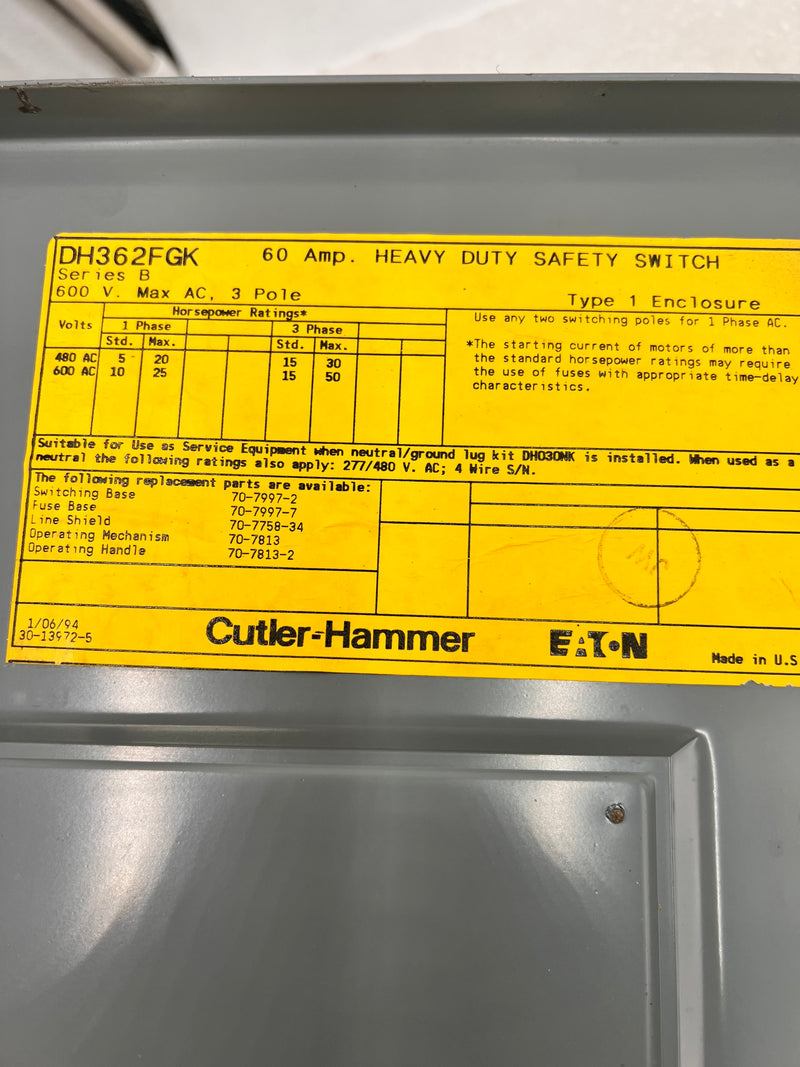 DH362FGK 60 Amp. HEAVY DUTY SAFETY SWITCH
Series B
600 V. Max AC, 3 Pole
Type 1 Enclosure
Horsepower Ratings*
Volts 1 Phase 3 Phase
Std. Max. Std. Max.
480 AC 5 20 15 30
600 AC 10 25 15 50
Use any two switching poles for 1 Phase AC.
*The starting current of motors of more than
the standard horsepower ratings may require
the use of fuses with appropriate time-delay
characteristics.
Suitable for Use as Service Equipment when neutral/ground lug kit DH030NK is installed. When used as a
neutral the following ratings also apply: 277/480 V. AC; 4 Wire S/N.
The following replacement parts are available:
Switching Base 70-7997-2
Fuse Base 70-7997-7
Line Shield 70-7758-34
Operating Mechanism 70-7813
Operating Handle 70-7813-2
1/06/94
30-13972-5
Cutler-Hammer
EATON
Made in U.S